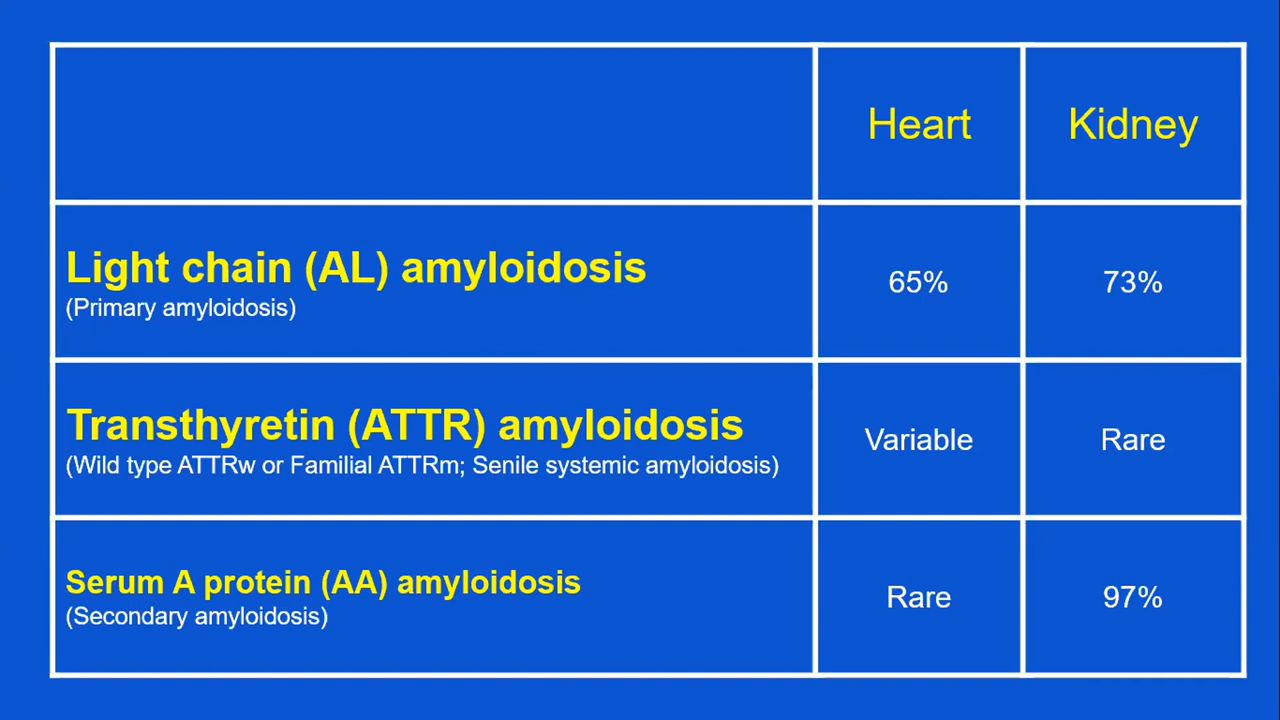 Heart Kidney
Light chain (AL) amyloidosis
(Primary amyloidosis)
65% 73%
Transthyretin (ATTR) amyloidosis
(Wild type ATTRw or Familial ATTRm; Senile systemic amyloidosis)
Variable Rare
Serum A protein (AA) amyloidosis
(Secondary amyloidosis)
Rare 97%